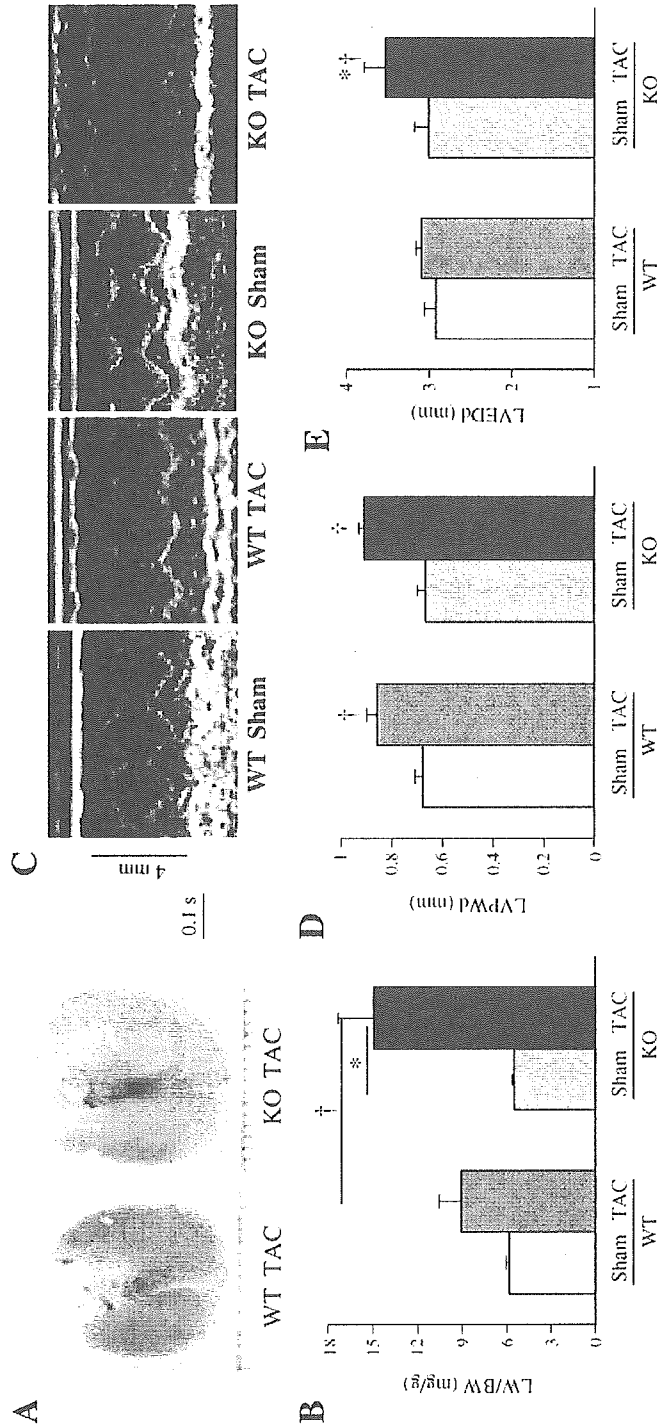 A
WT TAC
KO TAC
C
4 mm
0.1 s
WT Sham
WT TAC
KO Sham
KO TAC
B
LW/BW (mg/g)
18
15
12
9
6
3
0
†
*
Sham TAC
WT
Sham TAC
KO
D
LVPWd (mm)
1
0.8
0.6
0.4
0.2
0
†
†
Sham TAC
WT
Sham TAC
KO
E
LVEDd (mm)
4
3
2
1
*†
Sham TAC
WT
Sham TAC
KO